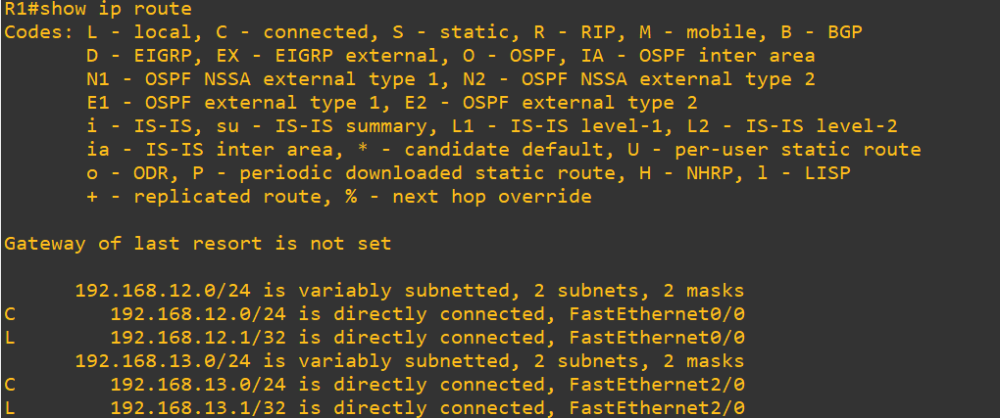 R1#show ip route
Codes: L - local, C - connected, S - static, R - RIP, M - mobile, B - BGP
       D - EIGRP, EX - EIGRP external, O - OSPF, IA - OSPF inter area
       N1 - OSPF NSSA external type 1, N2 - OSPF NSSA external type 2
       E1 - OSPF external type 1, E2 - OSPF external type 2
       i - IS-IS, su - IS-IS summary, L1 - IS-IS level-1, L2 - IS-IS level-2
       ia - IS-IS inter area, * - candidate default, U - per-user static route
       o - ODR, P - periodic downloaded static route, H - NHRP, l - LISP
       + - replicated route, % - next hop override

Gateway of last resort is not set

      192.168.12.0/24 is variably subnetted, 2 subnets, 2 masks
C        192.168.12.0/24 is directly connected, FastEthernet0/0
L        192.168.12.1/32 is directly connected, FastEthernet0/0
      192.168.13.0/24 is variably subnetted, 2 subnets, 2 masks
C        192.168.13.0/24 is directly connected, FastEthernet2/0
L        192.168.13.1/32 is directly connected, FastEthernet2/0